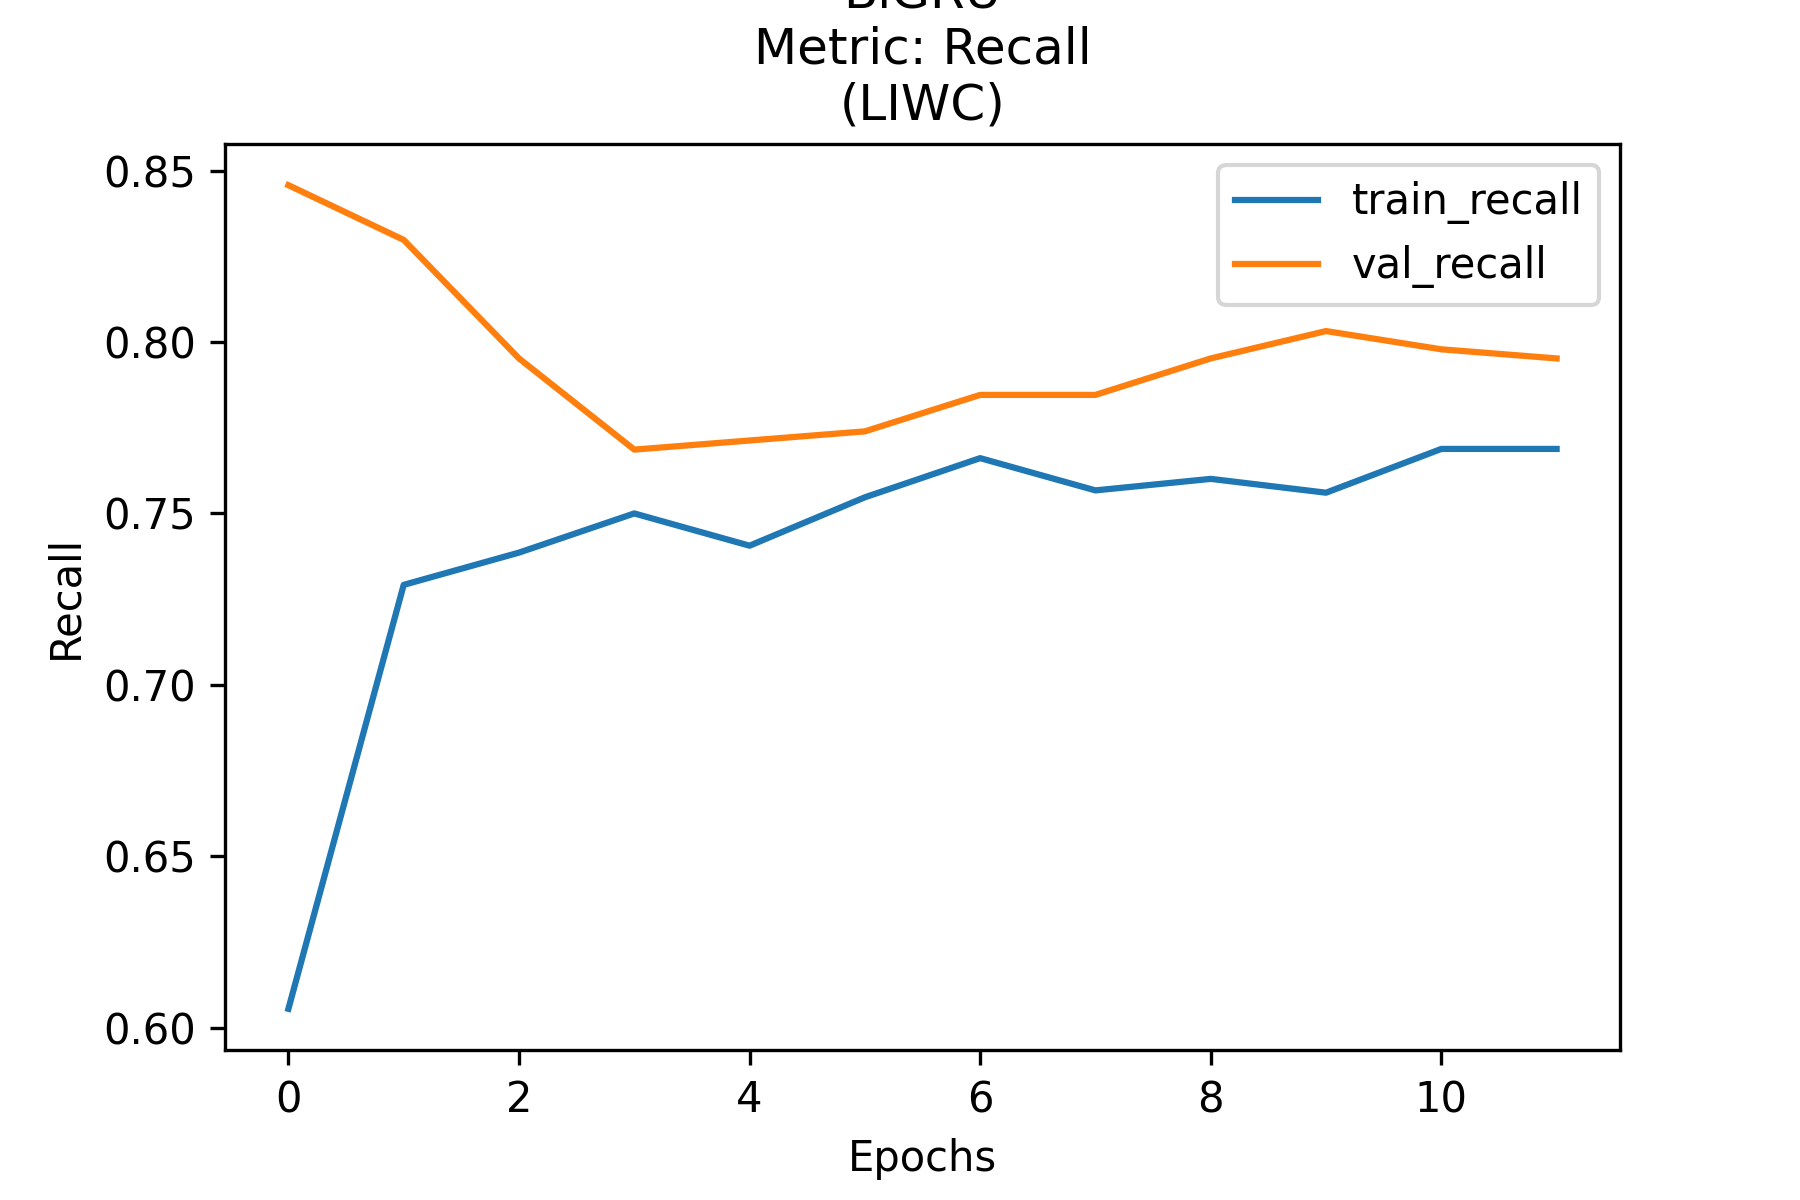 BiGRU
Metric: Recall
(LIWC)
0.85
0.80
0.75
0.70
0.65
0.60
Recall
train_recall
val_recall
0 2 4 6 8 10
Epochs